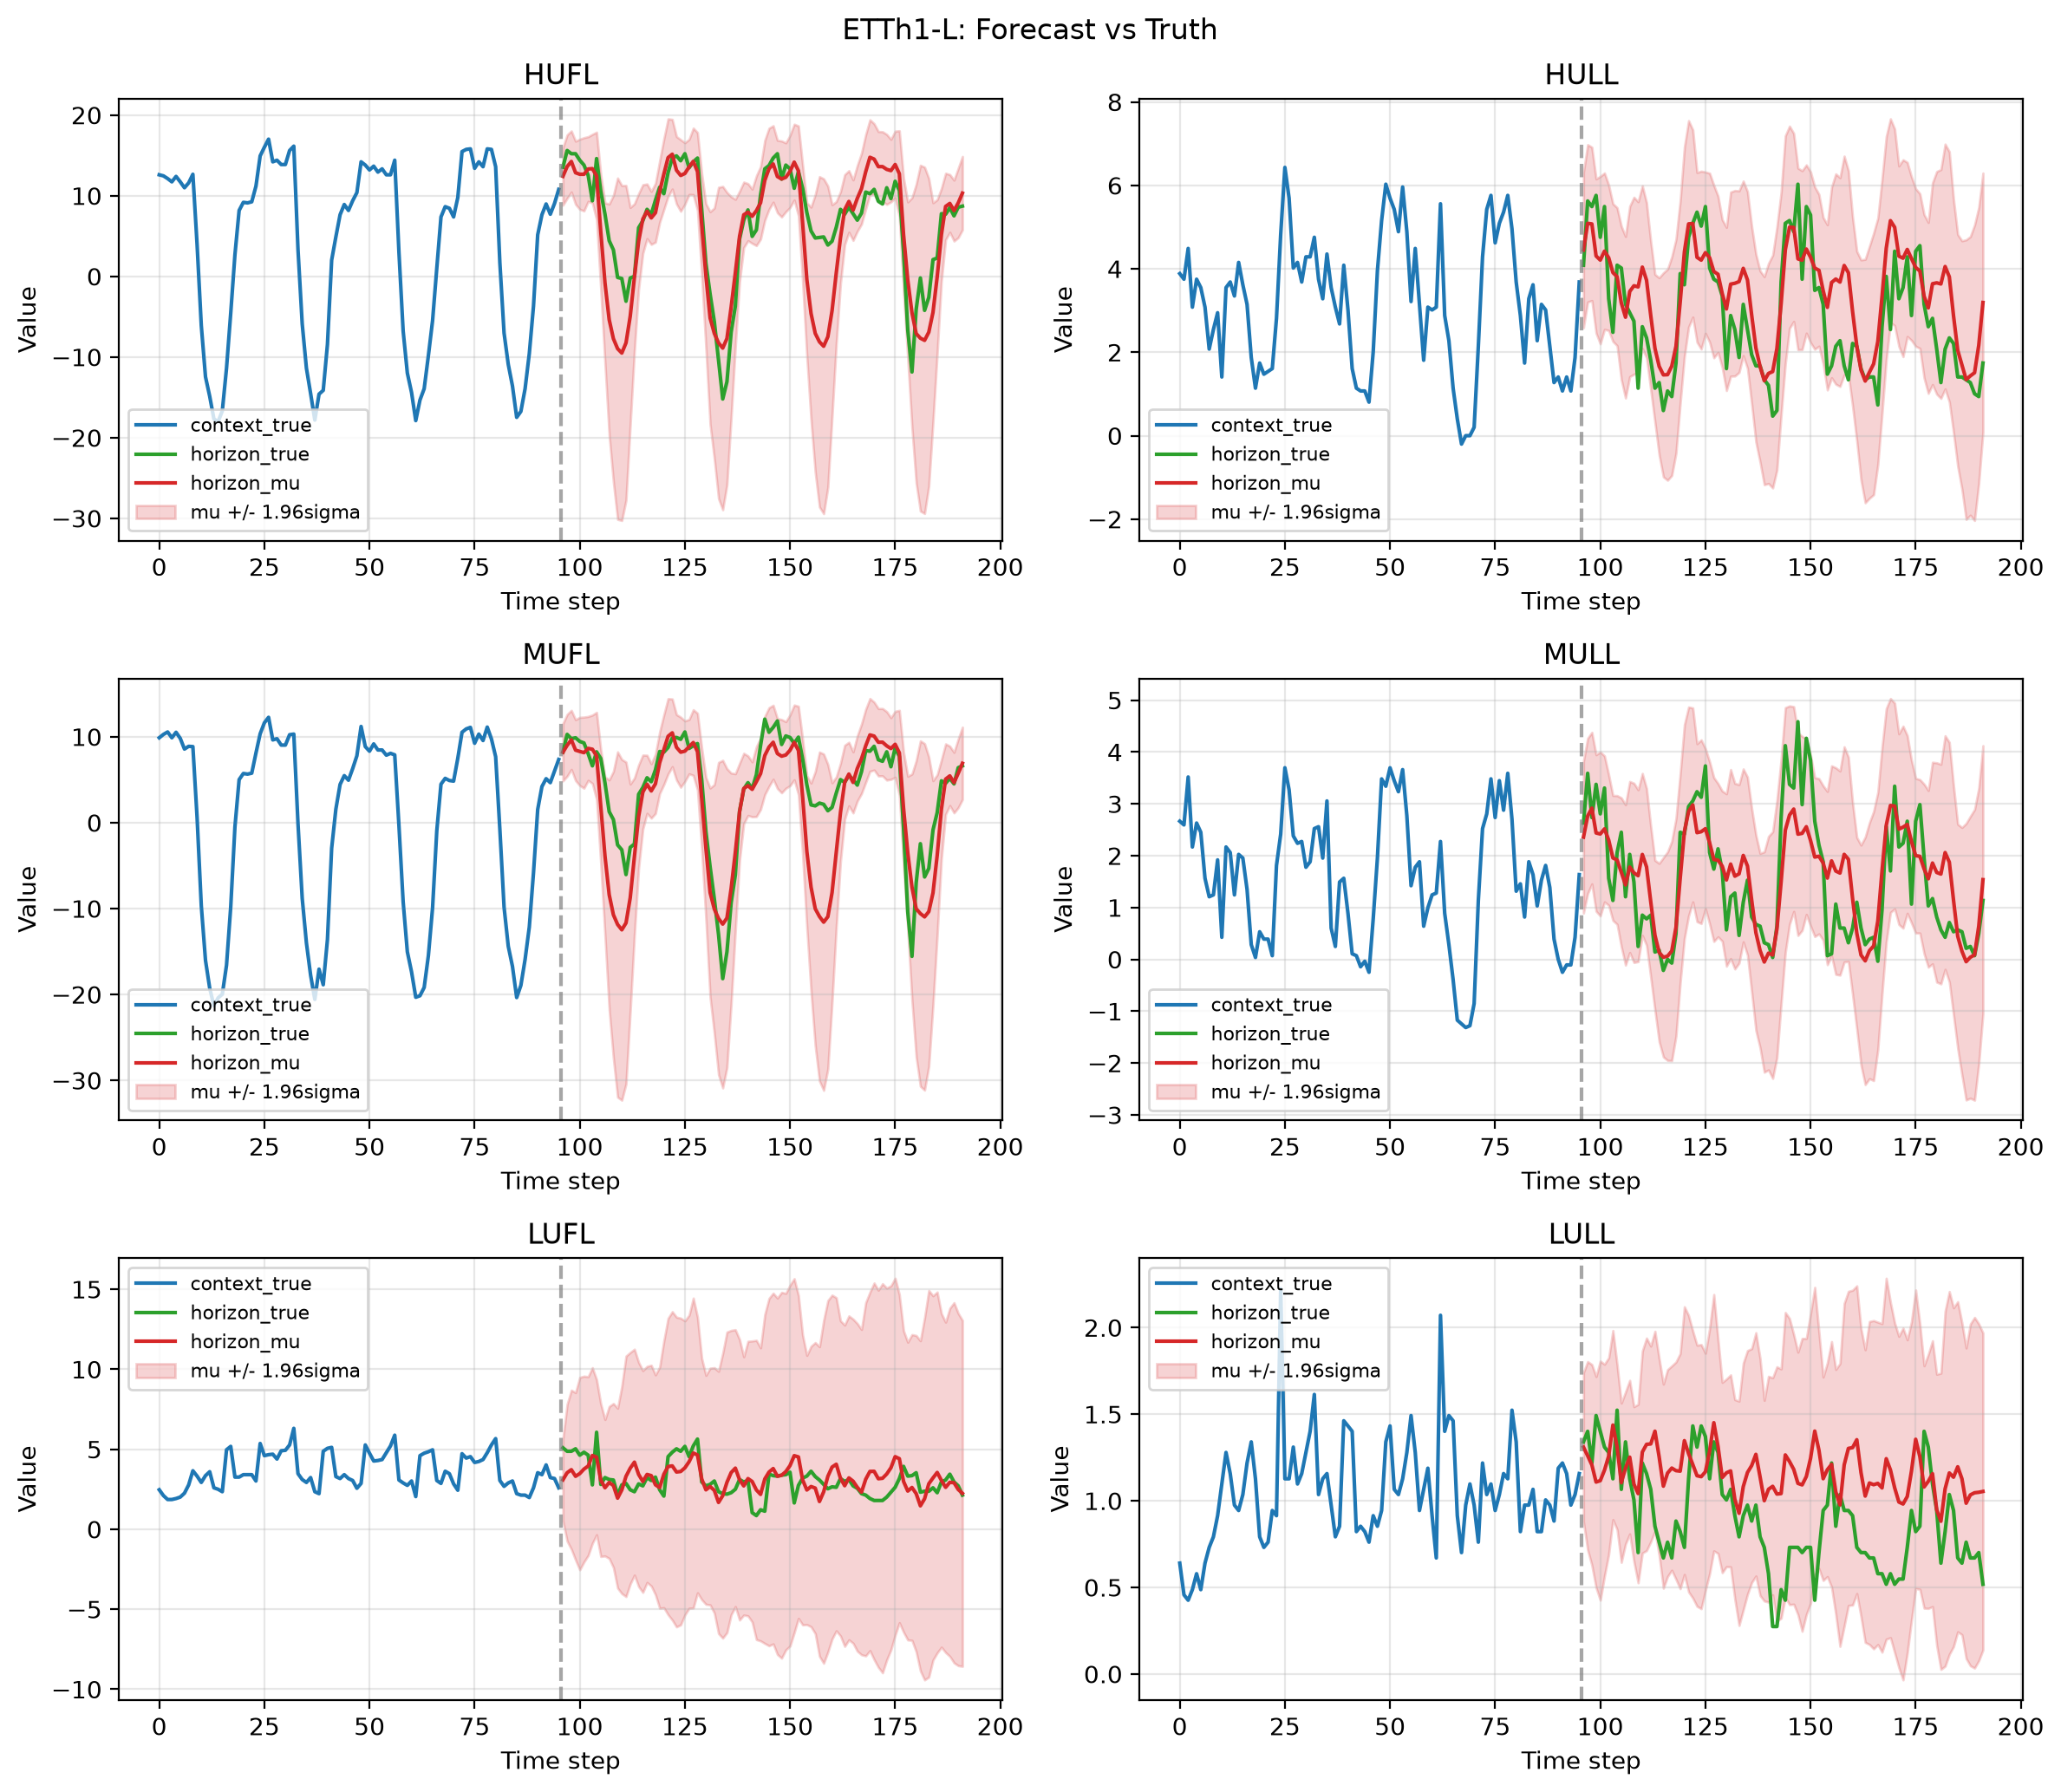 ETTh1-L: Forecast vs Truth
HUFL
20
10
0
−10
−20
−30
Value
context_true
horizon_true
horizon_mu
mu +/- 1.96sigma
0 25 50 75 100 125 150 175 200
Time step
HULL
8
6
4
2
0
−2
Value
context_true
horizon_true
horizon_mu
mu +/- 1.96sigma
0 25 50 75 100 125 150 175 200
Time step
MUFL
10
0
−10
−20
−30
Value
context_true
horizon_true
horizon_mu
mu +/- 1.96sigma
0 25 50 75 100 125 150 175 200
Time step
MULL
5
4
3
2
1
0
−1
−2
−3
Value
context_true
horizon_true
horizon_mu
mu +/- 1.96sigma
0 25 50 75 100 125 150 175 200
Time step
LUFL
15
10
5
0
−5
−10
Value
context_true
horizon_true
horizon_mu
mu +/- 1.96sigma
0 25 50 75 100 125 150 175 200
Time step
LULL
2.0
1.5
1.0
0.5
0.0
Value
context_true
horizon_true
horizon_mu
mu +/- 1.96sigma
0 25 50 75 100 125 150 175 200
Time step